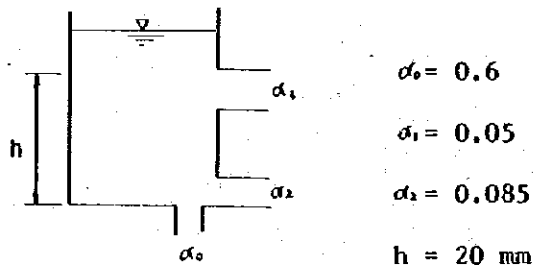 α₁
h
α₂
α₀
α₀ = 0.6
α₁ = 0.05
α₂ = 0.085
h = 20 mm